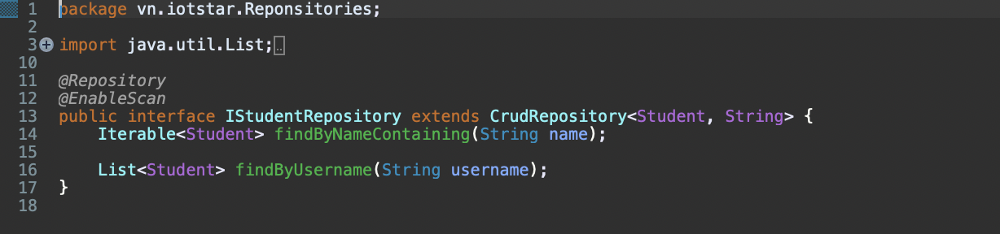 1 package vn.iotstar.Reponsitories;
2
3 import java.util.List;
10
11 @Repository
12 @EnableScan
13 public interface IStudentRepository extends CrudRepository<Student, String> {
14 Iterable<Student> findByNameContaining(String name);
15
16 List<Student> findByUsername(String username);
17 }
18